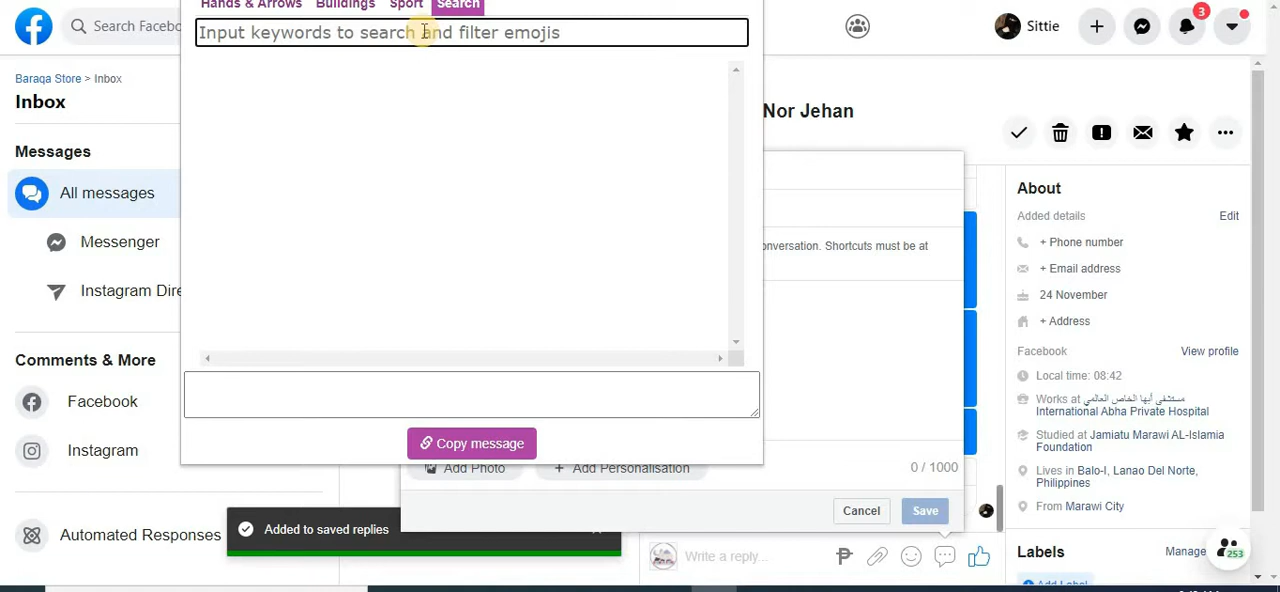 Hands & Arrows Buildings Sport Search
Search Facebo
Input keywords to search and filter emojis
Sittie
3
Baraqa Store > Inbox
Inbox
Nor Jehan
Messages
All messages
Messenger
Instagram Dire
Comments & More
Facebook
Instagram
Automated Responses
onversation. Shortcuts must be at
Copy message
Add Photo
+ Add Personalisation
0 / 1000
Cancel
Save
Added to saved replies
Write a reply...
About
Added details
Edit
+ Phone number
+ Email address
24 November
+ Address
Facebook
View profile
Local time: 08:42
Works at مستشفى أبها الخاص العالمي
International Abha Private Hospital
Studied at Jamiatu Marawi AL-Islamia
Foundation
Lives in Balo-I, Lanao Del Norte,
Philippines
From Marawi City
Labels
Manage
253
Add Label